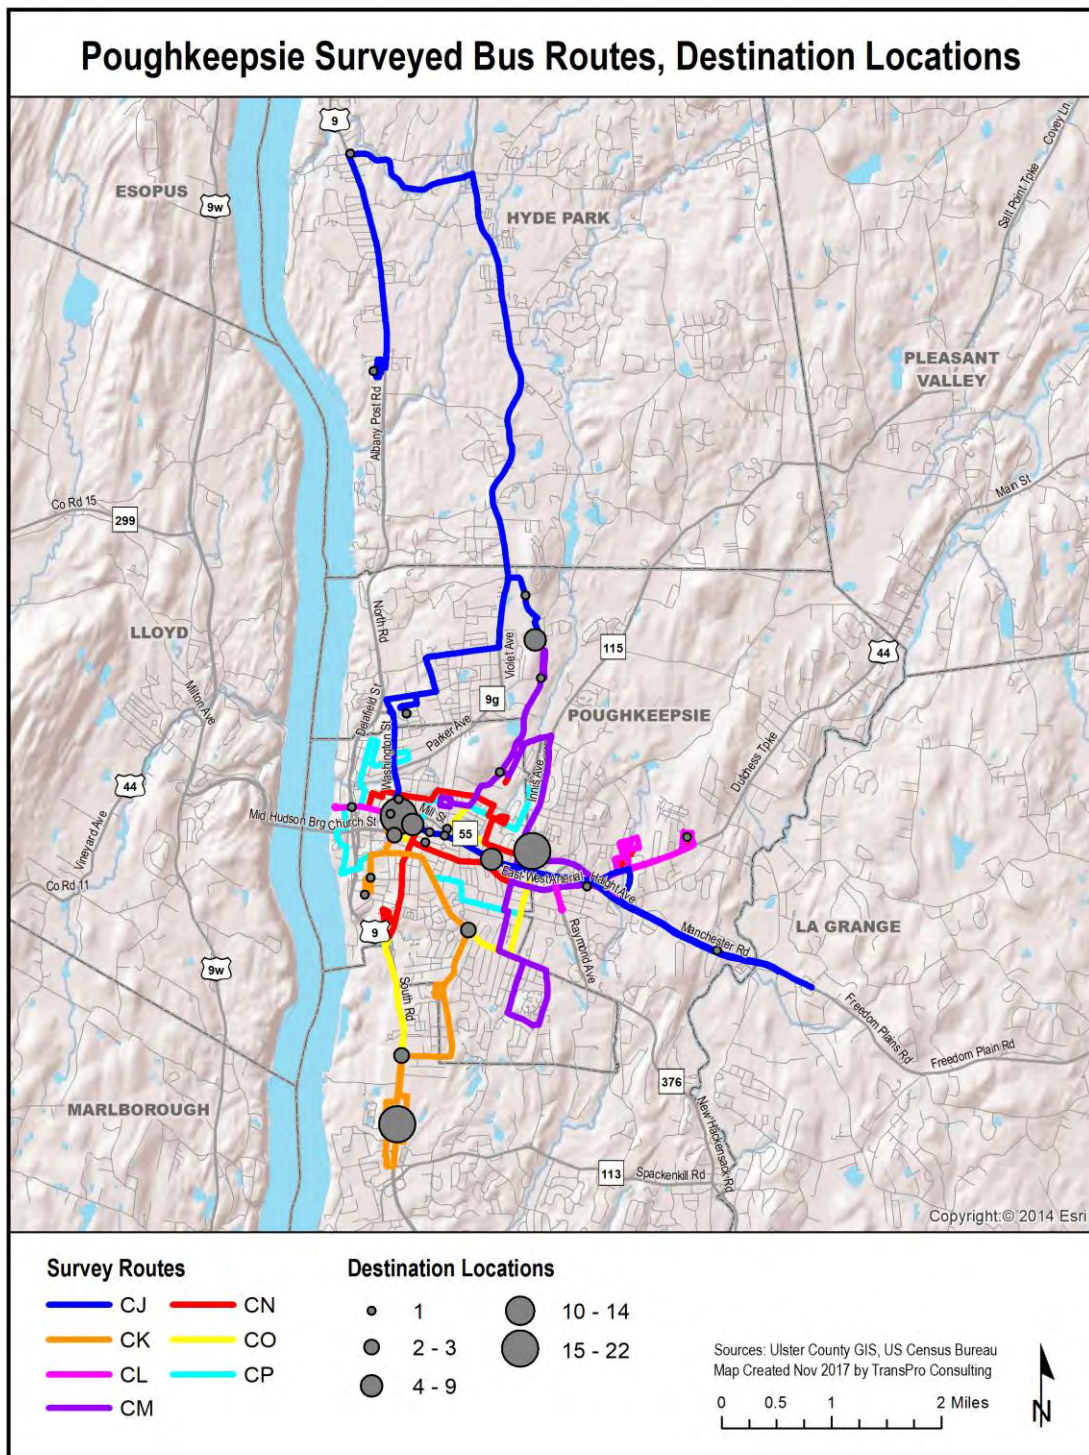 Poughkeepsie Surveyed Bus Routes, Destination Locations
9
Covey Ln
ESOPUS
9w
Salt Point Tpke
HYDE PARK
PLEASANT
VALLEY
Albany Post Rd
Main St
Co Rd 15
299
North Rd
LLOYD
Violet Ave
115
44
Milton Ave
Delafield St
9g
POUGHKEEPSIE
Washington St
Parker Ave
Dutchess Tpke
44
Innis Ave
Mill St
Mid Hudson Brg
Church St
55
Vineyard Ave
East-West Arterial
Haight Ave
Co Rd 11
9
Raymond Ave
LA GRANGE
Manchester Rd
9w
South Rd
Freedom Plains Rd
Freedom Plain Rd
376
MARLBOROUGH
New Hackensack Rd
113
Spackenkill Rd
Copyright:© 2014 Esri
Survey Routes
CJ
CN
CK
CO
CL
CP
CM
Destination Locations
1
10 - 14
2 - 3
15 - 22
4 - 9
Sources: Ulster County GIS, US Census Bureau
Map Created Nov 2017 by TransPro Consulting
0 0.5 1 2 Miles
N